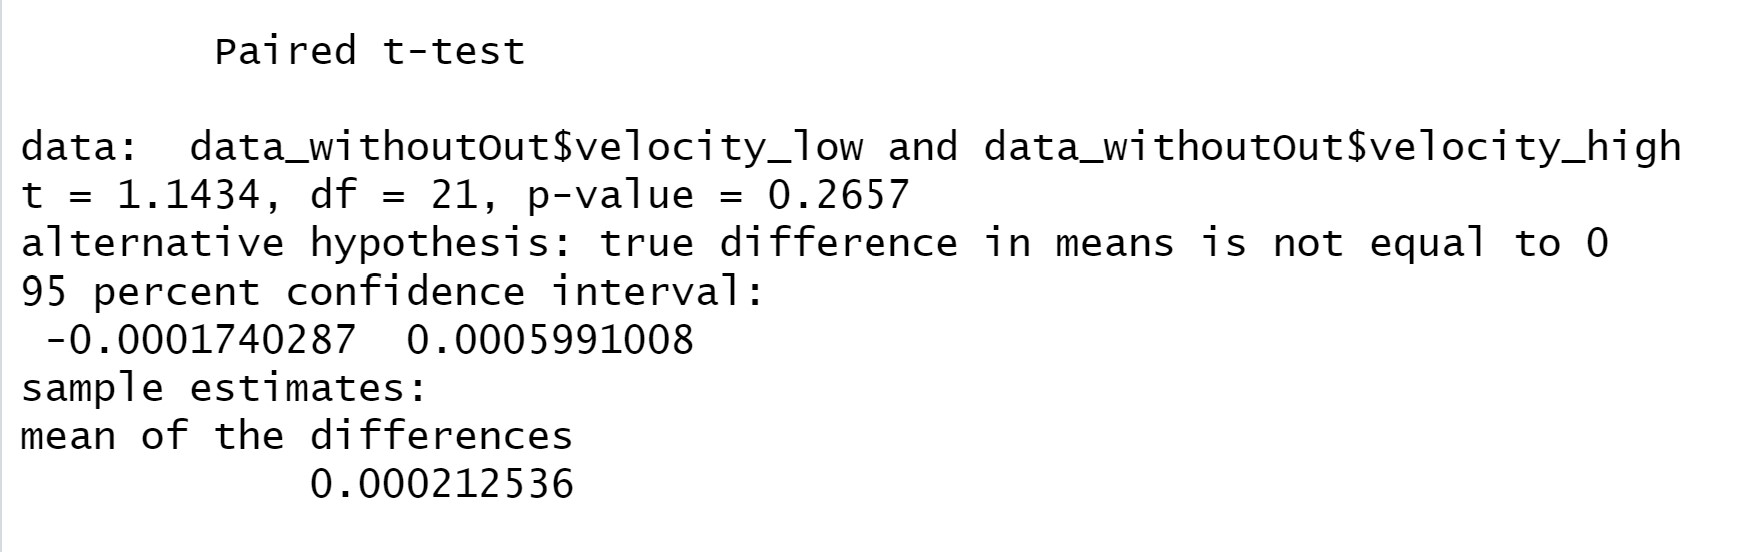 Paired t-test
data:  data_withoutOut$velocity_low and data_withoutOut$velocity_high
t = 1.1434, df = 21, p-value = 0.2657
alternative hypothesis: true difference in means is not equal to 0
95 percent confidence interval:
-0.0001740287  0.0005991008
sample estimates:
mean of the differences
0.000212536